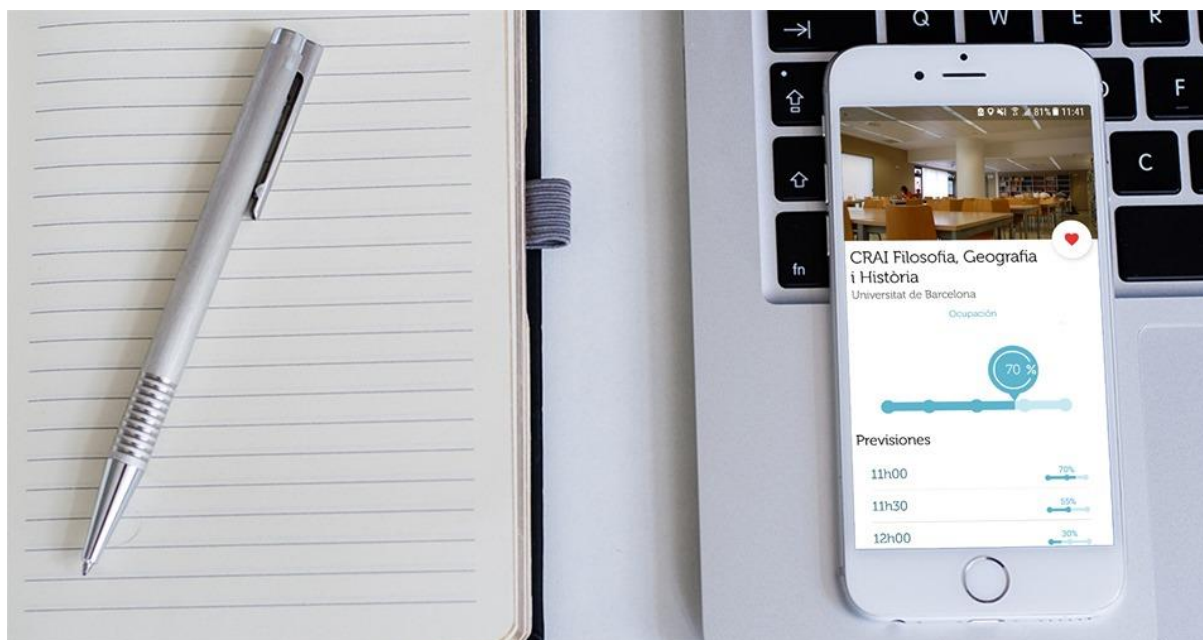 Q W E R
D F
C
fn
81% 11:41
CRAI Filosofia, Geografia
i Història
Universitat de Barcelona
Ocupación
70 %
Previsiones
11h00 70%
11h30 55%
12h00 30%